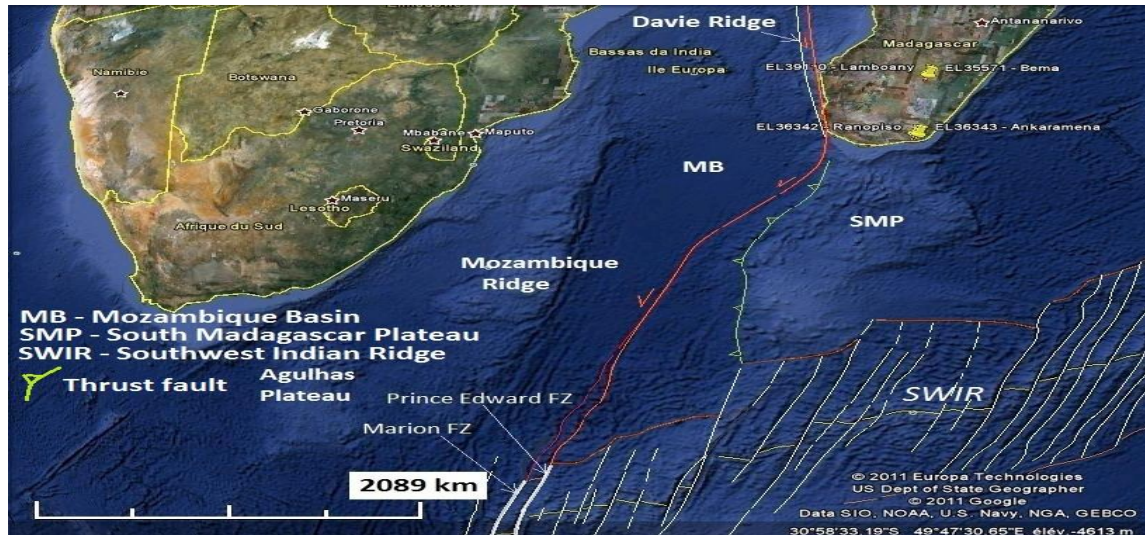 Davie Ridge
Antananarivo
Madagascar
Bassas da India
Ile Europa
EL39110 - Lamboany
EL35571 - Bema
Namibie
Botswana
Gaborone
Pretoria
Mbabane
Maputo
Swaziland
EL36342 - Ranopiso
EL36343 - Ankaramena
MB
Maseru
Lesotho
Afrique du Sud
SMP
Mozambique
Ridge
MB - Mozambique Basin
SMP - South Madagascar Plateau
SWIR - Southwest Indian Ridge
Thrust fault
Agulhas
Plateau
Prince Edward FZ
SWIR
Marion FZ
2089 km
© 2011 Europa Technologies
US Dept of State Geographer
© 2011 Google
Data SIO, NOAA, U.S. Navy, NGA, GEBCO
30°58'33.19"S 49°47'30.65"E élév.-4613 m